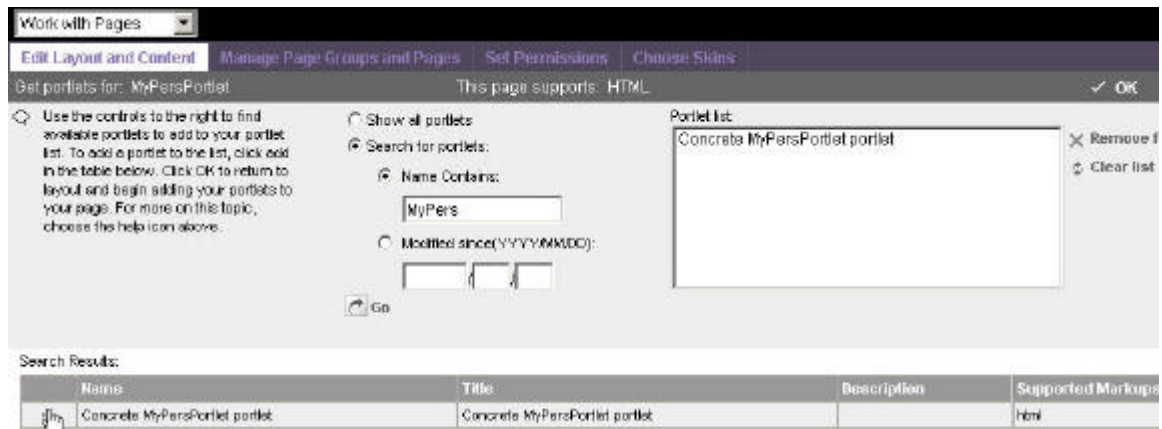 Work with Pages
Edit Layout and Content Manage Page Groups and Pages Set Permissions Choose Skins
Get portlets for: MyPersPortlet This page supports: HTML OK
Use the controls to the right to find
available portlets to add to your portlet
list. To add a portlet to the list, click add
in the table below. Click OK to return to
layout and begin adding your portlets to
your page. For more on this topic,
choose the help icon above.
Show all portlets
Search for portlets:
Name Contains:
MyPers
Modified since(YYYY/MM/DD):
/ /
Go
Portlet list:
Concrete MyPersPortlet portlet
Remove f
Clear list
Search Results:
Name Title Description Supported Markups
Concrete MyPersPortlet portlet Concrete MyPersPortlet portlet html